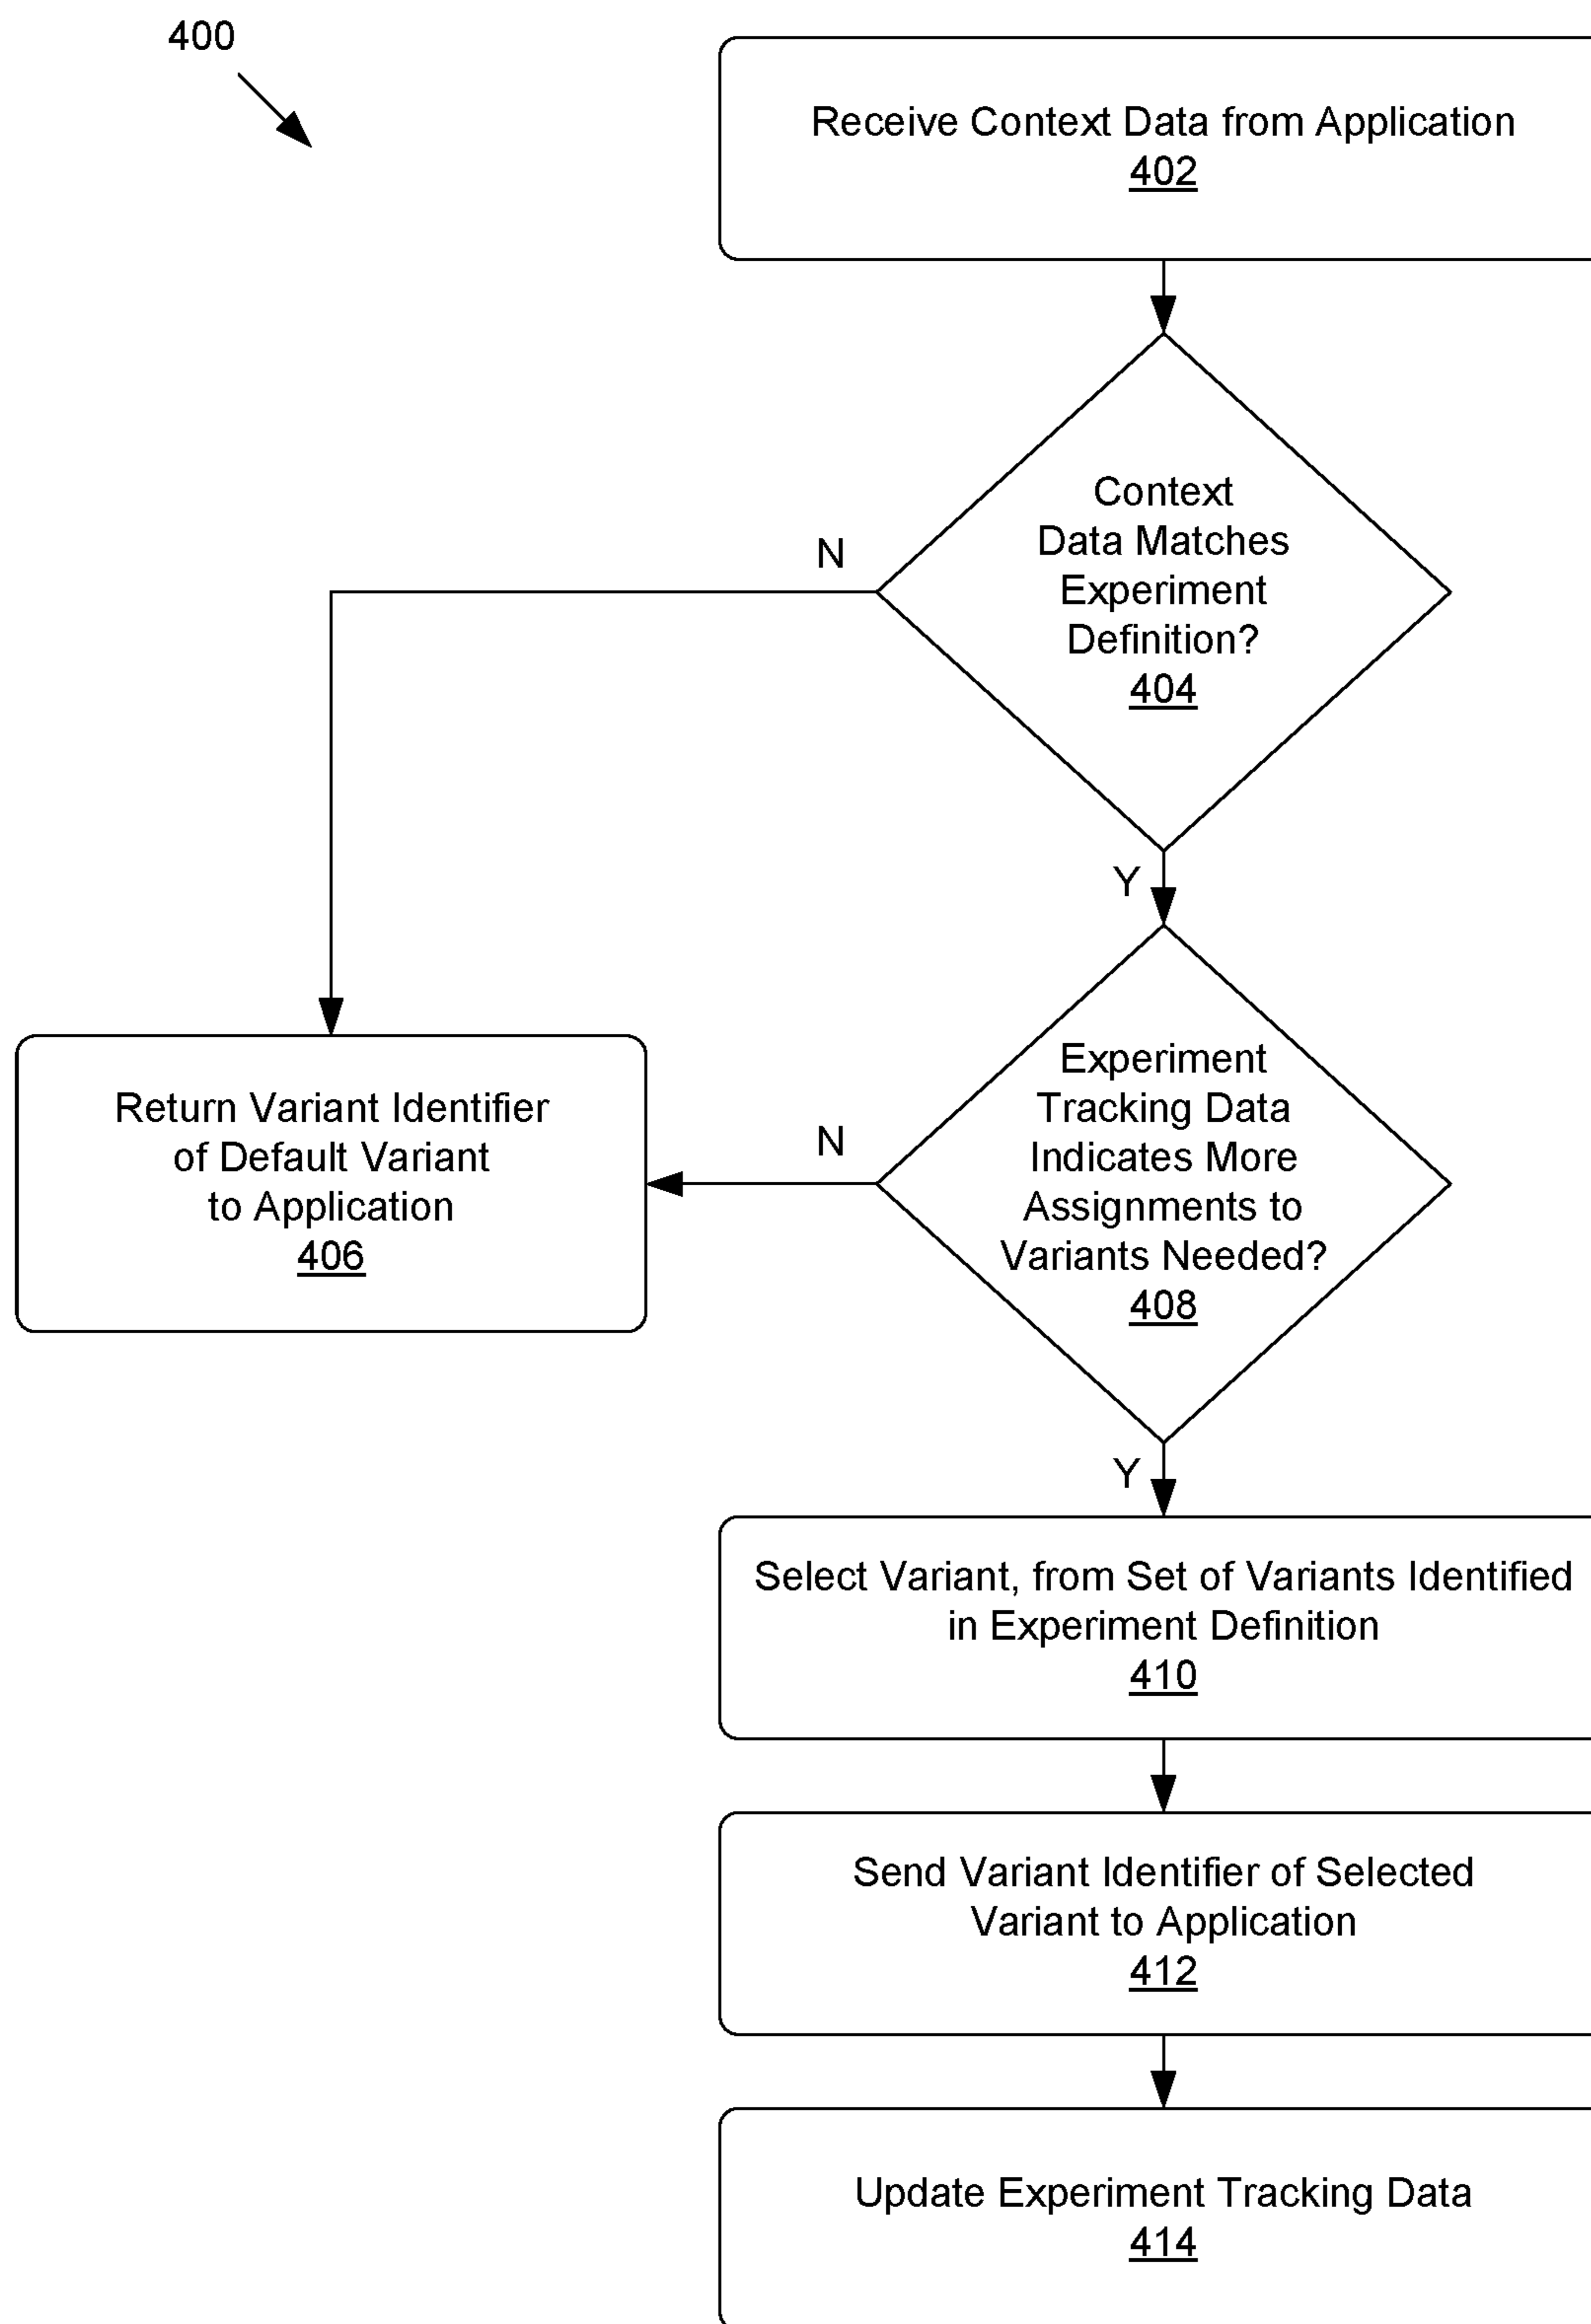 400
Receive Context Data from Application
402
Context
Data Matches
Experiment
Definition?
404
N
Y
Experiment
Tracking Data
Indicates More
Assignments to
Variants Needed?
408
N
Return Variant Identifier
of Default Variant
to Application
406
Y
Select Variant, from Set of Variants Identified
in Experiment Definition
410
Send Variant Identifier of Selected
Variant to Application
412
Update Experiment Tracking Data
414